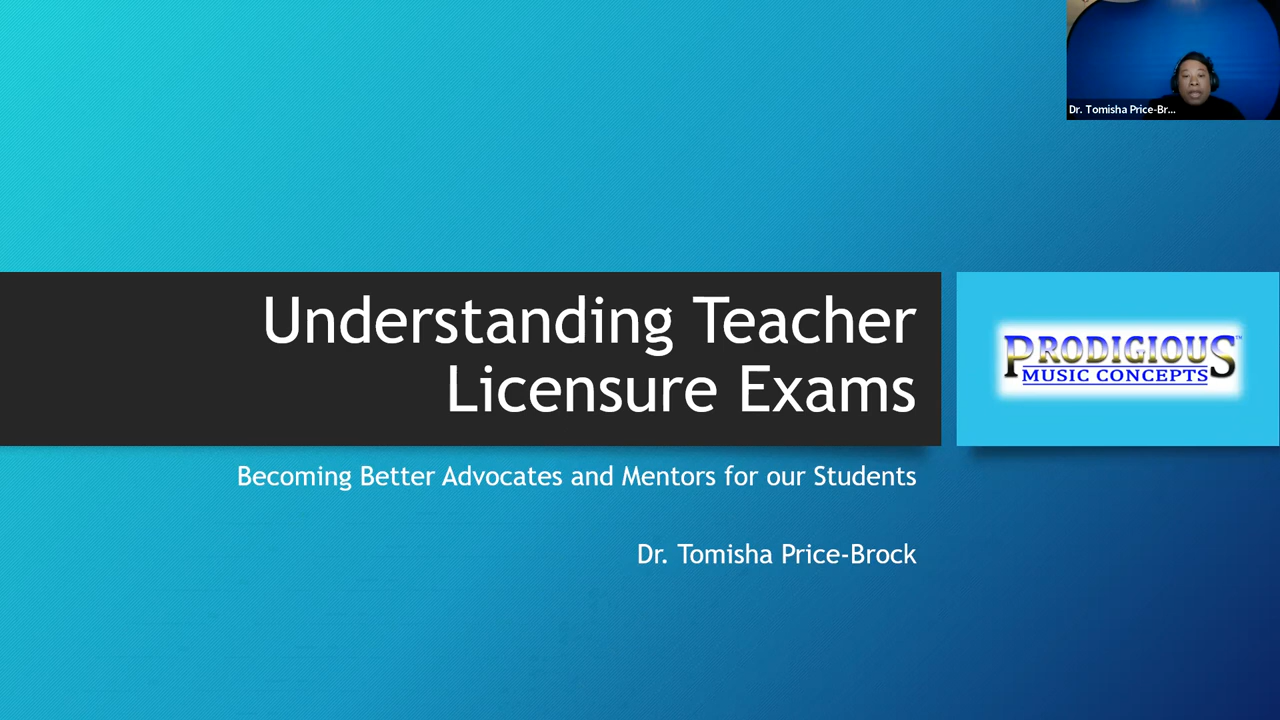 Dr. Tomisha Price-Br...
Understanding Teacher
Licensure Exams
PRODIGIOUS™
MUSIC CONCEPTS
Becoming Better Advocates and Mentors for our Students
Dr. Tomisha Price-Brock